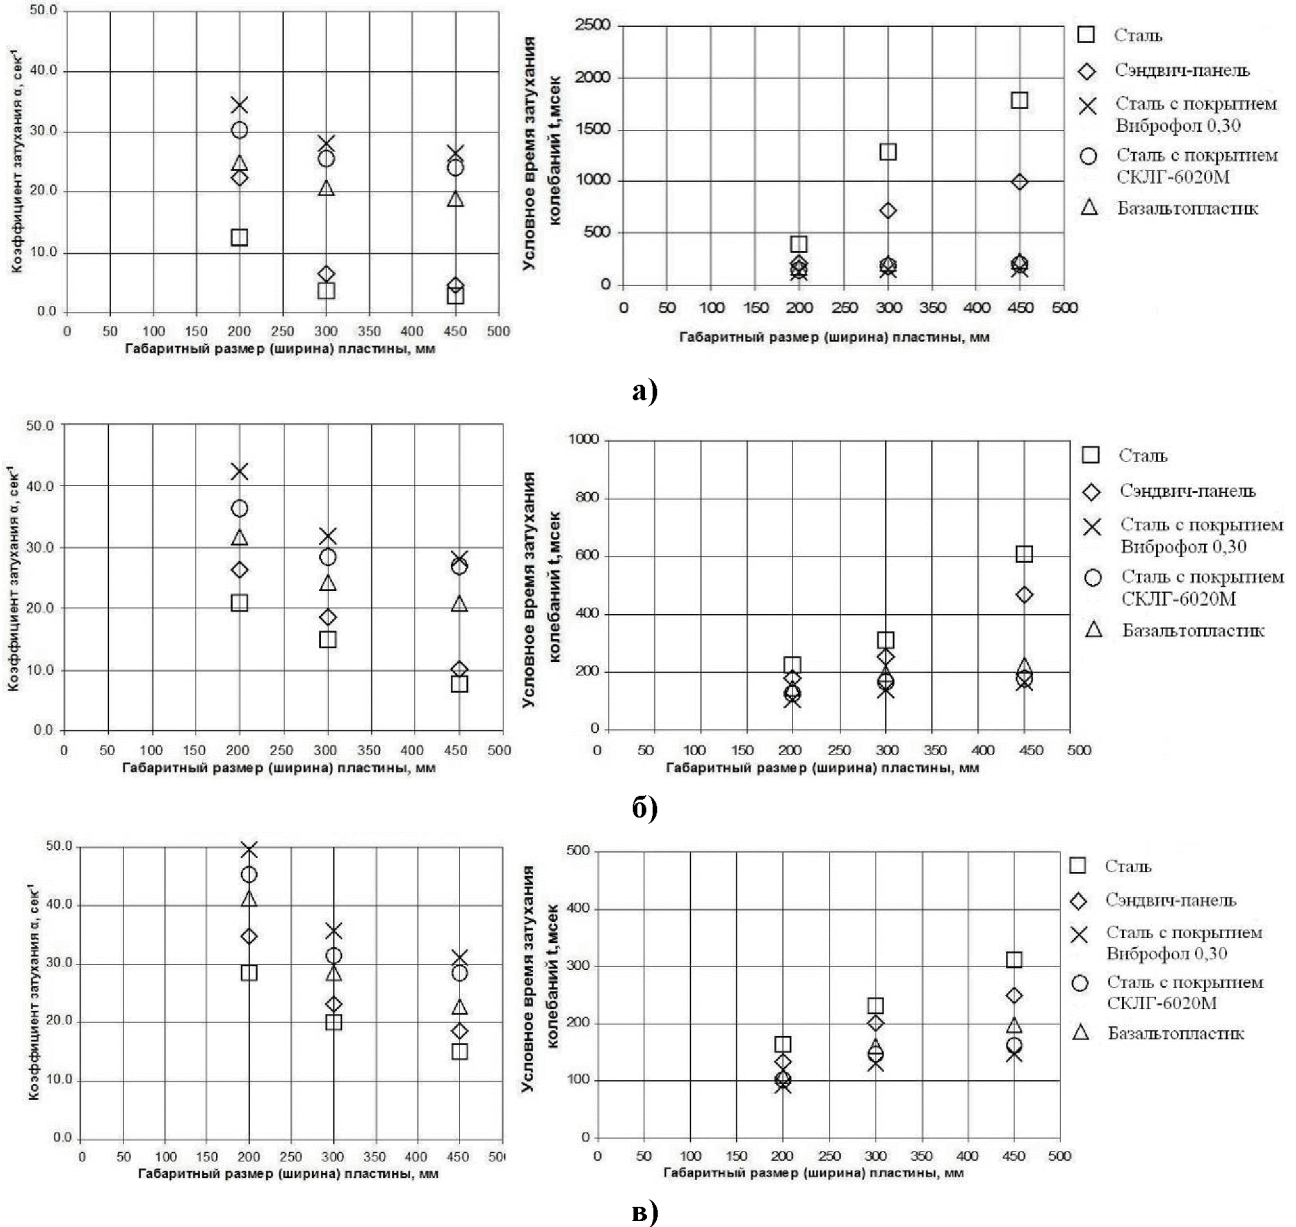 50.0
40.0
30.0
20.0
10.0
0.0
0 50 100 150 200 250 300 350 400 450 500
Коэффициент затухания α, сек-1
Габаритный размер (ширина) пластины, мм
2500
2000
1500
1000
500
0
0 50 100 150 200 250 300 350 400 450 500
Условное время затухания
колебаний t,мсек
Габаритный размер (ширина) пластины, мм
Сталь
Сэндвич-панель
Сталь с покрытием
Виброфол 0,30
Сталь с покрытием
СКЛГ-6020М
Базальтопластик
а)
50.0
40.0
30.0
20.0
10.0
0.0
0 50 100 150 200 250 300 350 400 450 500
Коэффициент затухания α, сек-1
Габаритный размер (ширина) пластины, мм
1000
800
600
400
200
0
0 50 100 150 200 250 300 350 400 450 500
Условное время затухания
колебаний t,мсек
Габаритный размер (ширина) пластины, мм
Сталь
Сэндвич-панель
Сталь с покрытием
Виброфол 0,30
Сталь с покрытием
СКЛГ-6020М
Базальтопластик
б)
50.0
40.0
30.0
20.0
10.0
0.0
0 50 100 150 200 250 300 350 400 450 500
Коэффициент затухания α, сек-1
Габаритный размер (ширина) пластины, мм
500
400
300
200
100
0
0 50 100 150 200 250 300 350 400 450 500
Условное время затухания
колебаний t,мсек
Габаритный размер (ширина) пластины, мм
Сталь
Сэндвич-панель
Сталь с покрытием
Виброфол 0,30
Сталь с покрытием
СКЛГ-6020М
Базальтопластик
в)